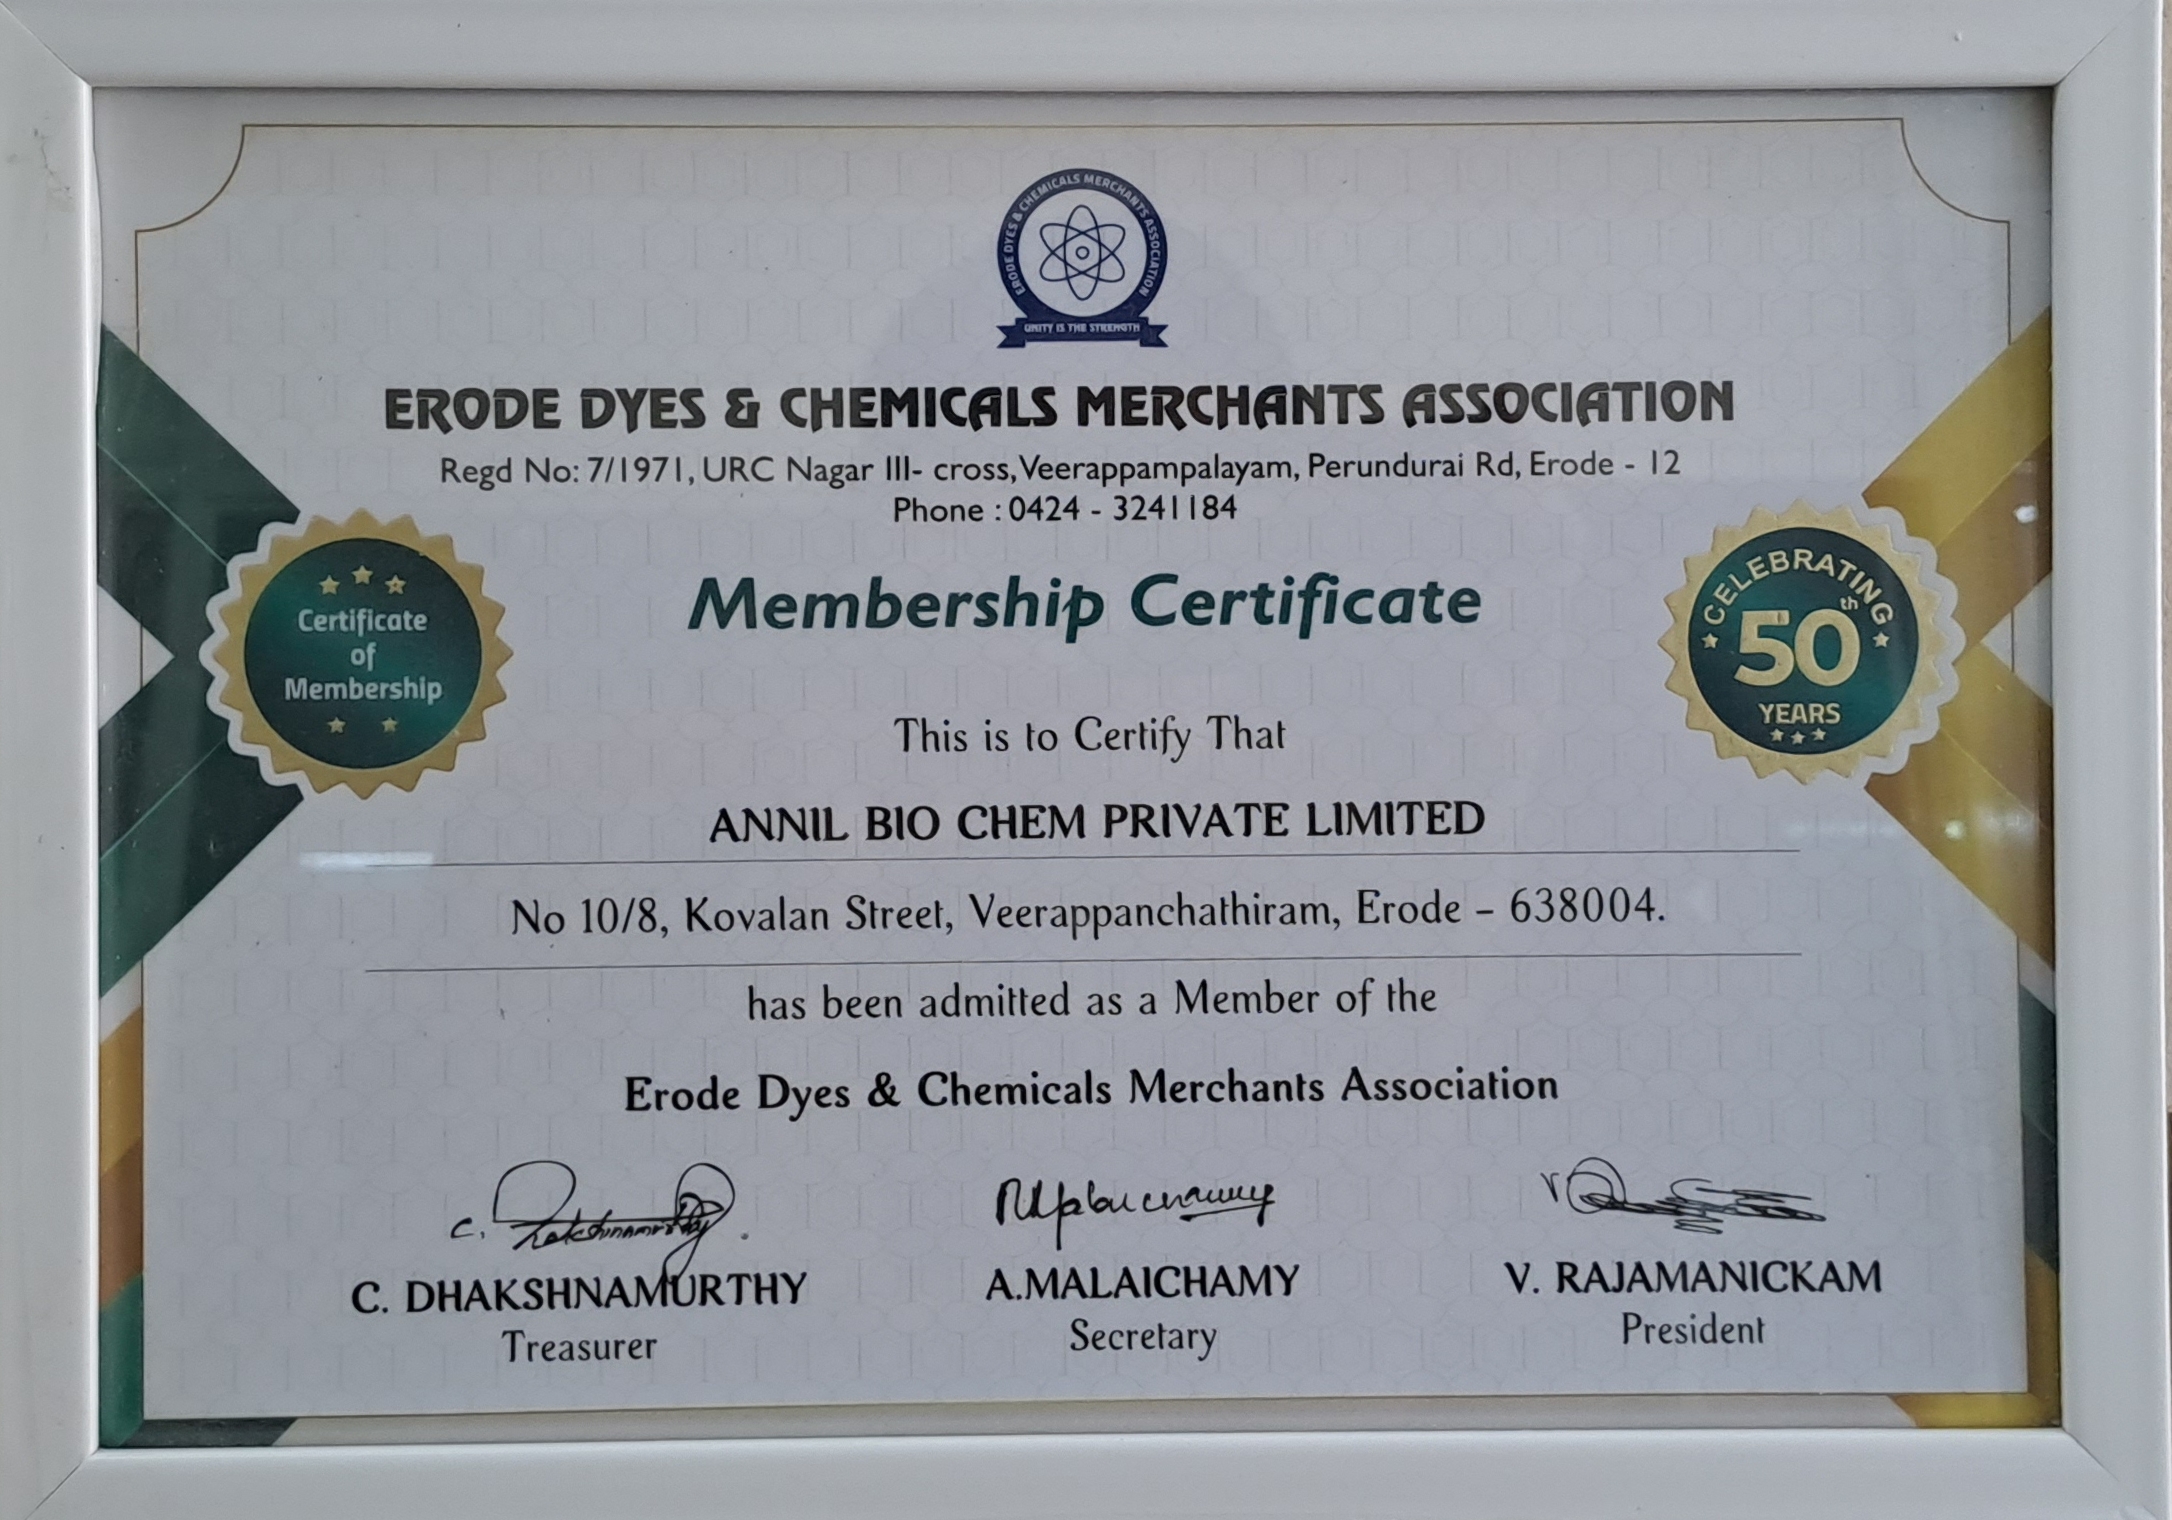 ERODE DYES & CHEMICALS MERCHANTS ASSOCIATION
UNITY IS THE STRENGTH
ERODE DYES & CHEMICALS MERCHANTS ASSOCIATION
Regd No: 7/1971, URC Nagar III- cross, Veerappampalayam, Perundurai Rd, Erode - 12
Phone : 0424 - 3241184
Certificate
of
Membership
Membership Certificate
CELEBRATING
50th
YEARS
This is to Certify That
ANNIL BIO CHEM PRIVATE LIMITED
No 10/8, Kovalan Street, Veerappanchathiram, Erode – 638004.
has been admitted as a Member of the
Erode Dyes & Chemicals Merchants Association
C. DHAKSHNAMURTHY
Treasurer
A.MALAICHAMY
Secretary
V. RAJAMANICKAM
President